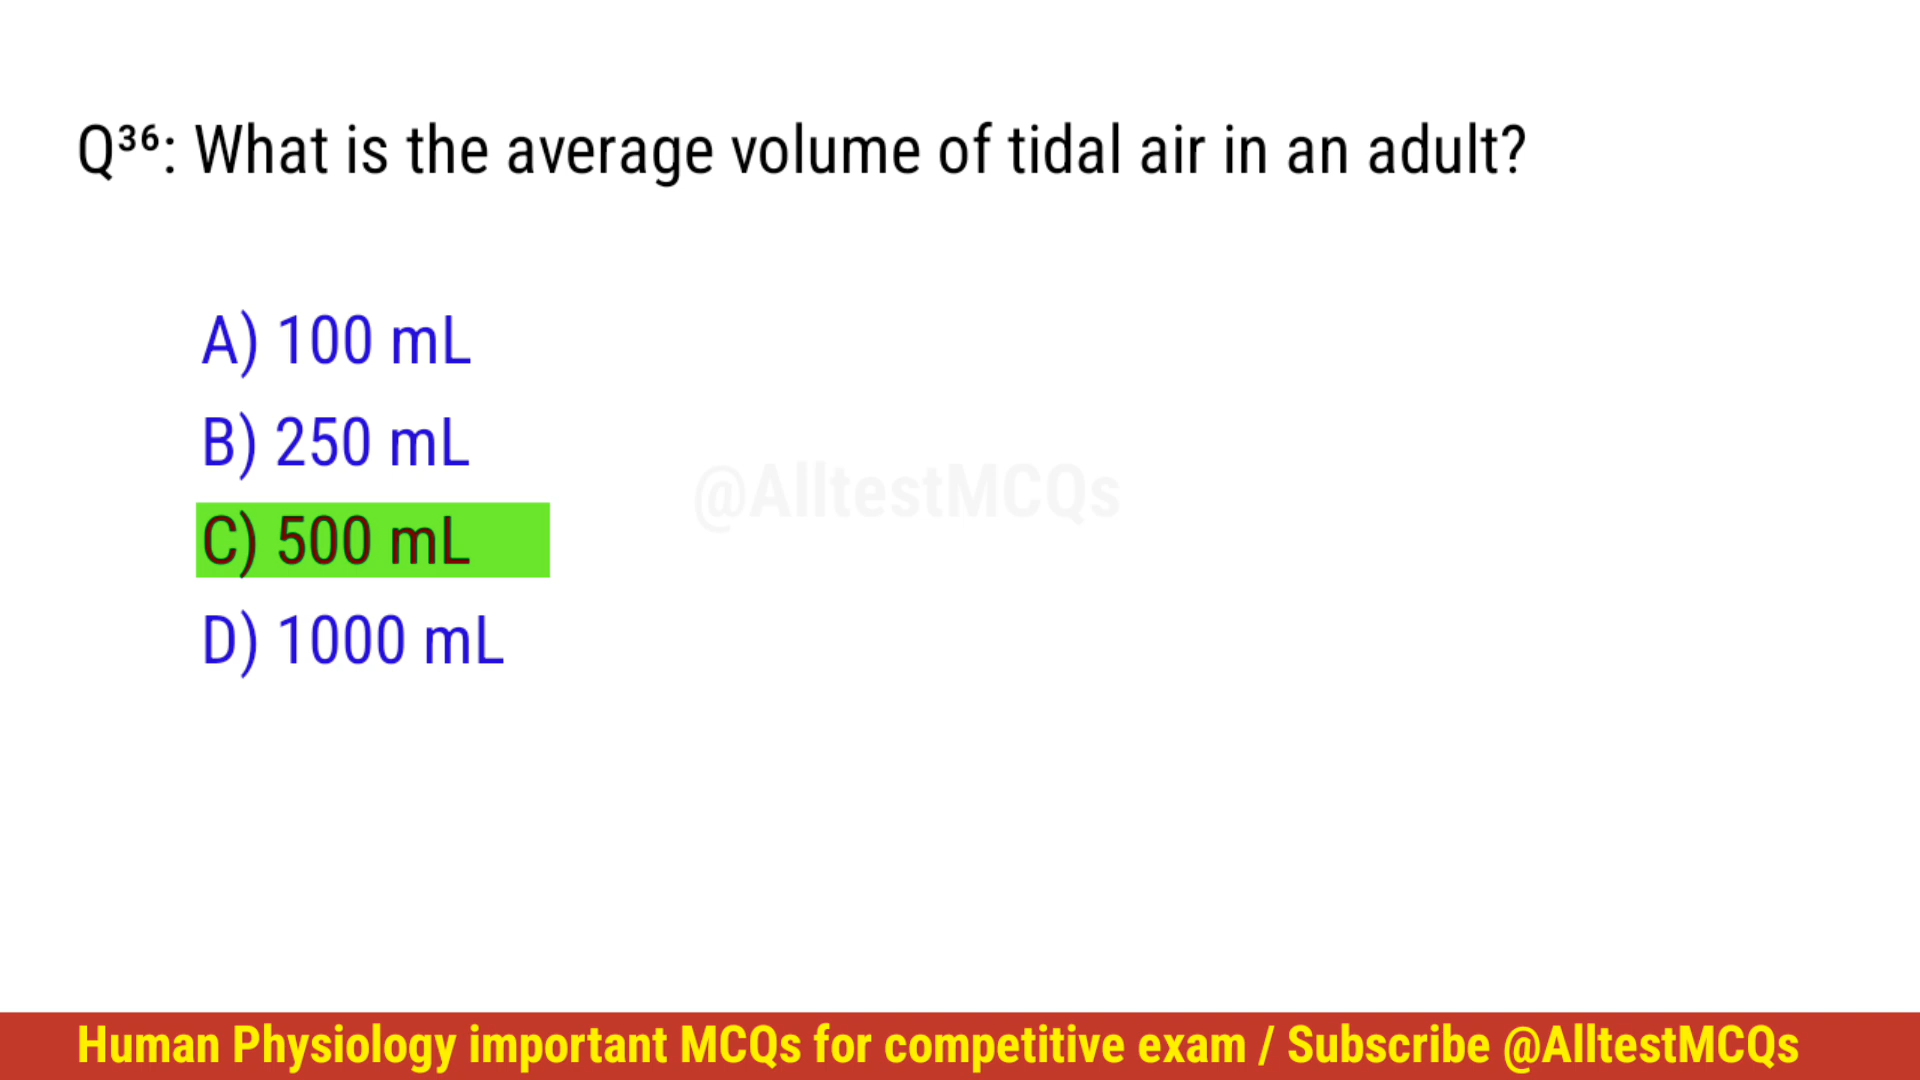 Q³⁶: What is the average volume of tidal air in an adult?
A) 100 mL
B) 250 mL
@AlltestMCQs
C) 500 mL
D) 1000 mL
Human Physiology important MCQs for competitive exam / Subscribe @AlltestMCQs